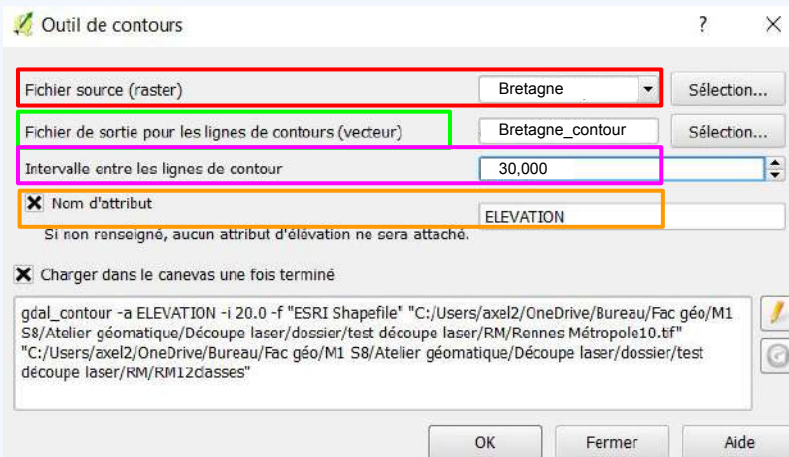 Outil de contours
?
Fichier source (raster)
Bretagne
Sélection...
Fichier de sortie pour les lignes de contours (vecteur)
Bretagne_contour
Sélection...
Intervalle entre les lignes de contour
30,000
Nom d'attribut
ELEVATION
Si non renseigné, aucun attribut d'élévation ne sera attaché.
Charger dans le canevas une fois terminé
gdal_contour -a ELEVATION -i 20.0 -f "ESRI Shapefile" "C:/Users/axel2/OneDrive/Bureau/Fac géo/M1
S8/Atelier géomatique/Découpe laser/dossier/test découpe laser/RM/Rennes Métropole10.tif"
"C:/Users/axel2/OneDrive/Bureau/Fac géo/M1 S8/Atelier géomatique/Découpe laser/dossier/test
découpe laser/RM/RM12classes"
OK
Fermer
Aide